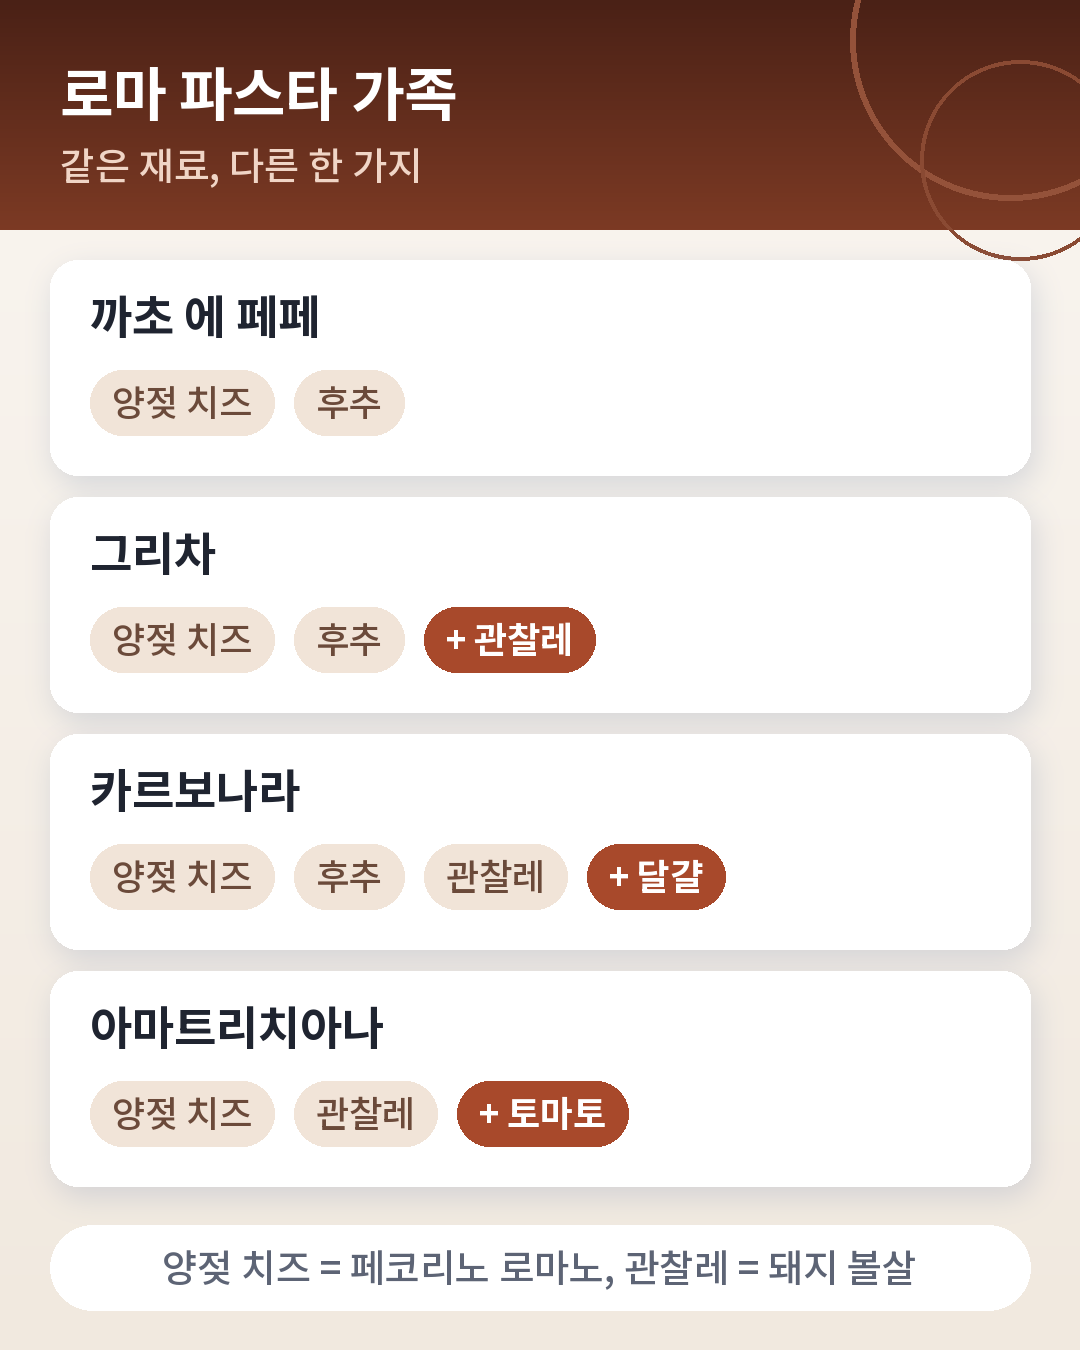 로마 파스타 가족
같은 재료, 다른 한 가지
까초 에 페페
양젖 치즈 후추
그리차
양젖 치즈 후추 + 관찰레
카르보나라
양젖 치즈 후추 관찰레 + 달걀
아마트리치아나
양젖 치즈 관찰레 + 토마토
양젖 치즈 = 페코리노 로마노, 관찰레 = 돼지 볼살